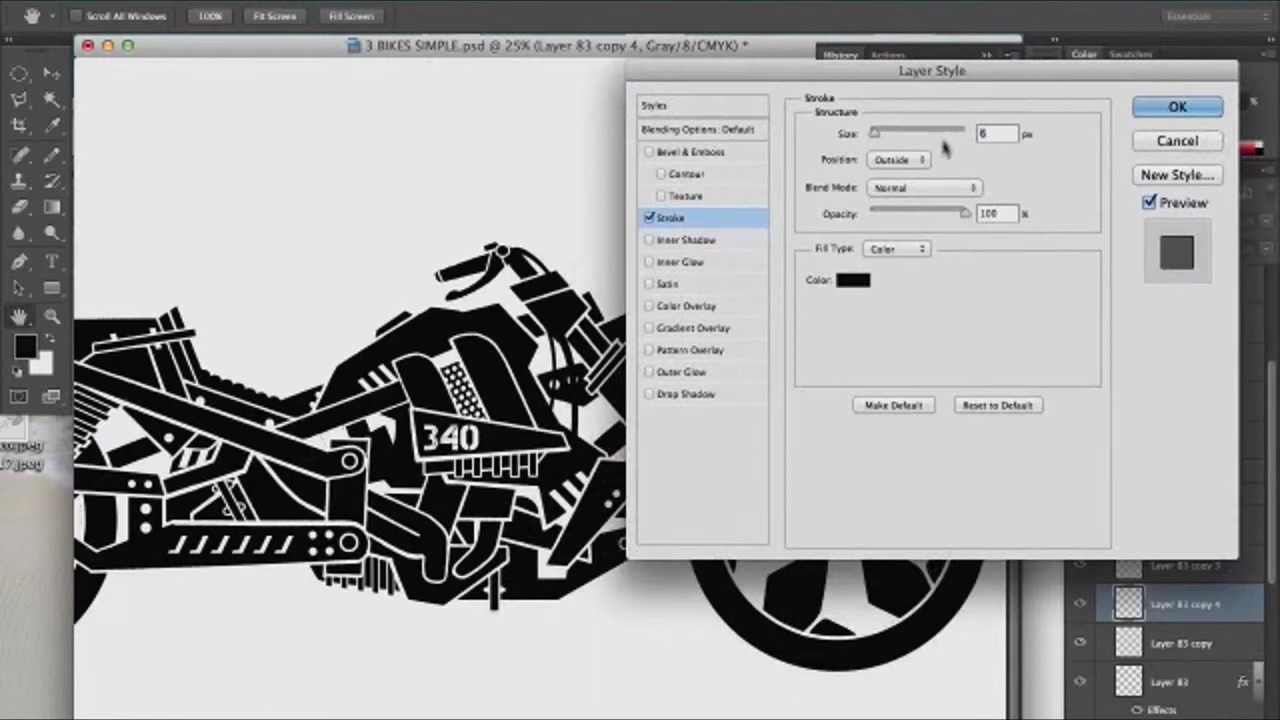 Scroll All Windows 100% Fit Screen Fill Screen Essentials
3 BIKES SIMPLE.psd @ 25% (Layer 83 copy 4, Gray/8/CMYK) *
History Actions
Color Swatches
Layer Style
Styles
Blending Options: Default
Bevel & Emboss
Contour
Texture
Stroke
Inner Shadow
Inner Glow
Satin
Color Overlay
Gradient Overlay
Pattern Overlay
Outer Glow
Drop Shadow
Stroke
Structure
Size: 6 px
Position: Outside
Blend Mode: Normal
Opacity: 100 %
Fill Type: Color
Color:
Make Default Reset to Default
OK
Cancel
New Style...
Preview
%
340
17.jpeg
Layer 83 copy 3
Layer 83 copy 4
Layer 83 copy
Layer 83 fx
Effects